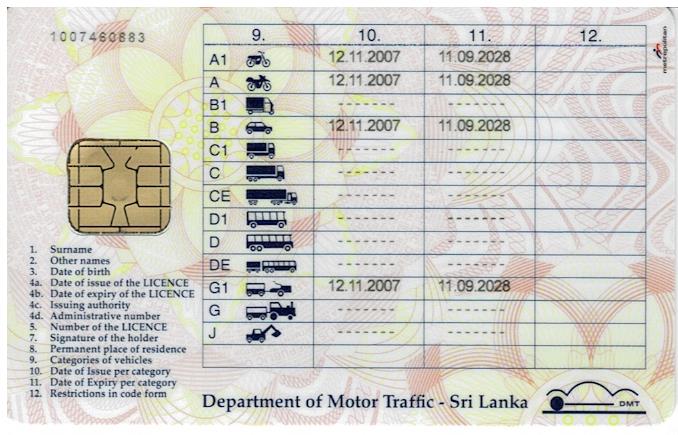 1007460883
9. 10. 11. 12.
metropolitan
A1 12.11.2007 11.09.2028
A 12.11.2007 11.09.2028
B1 ------- -------
B 12.11.2007 11.09.2028
C1 ------- -------
C ------- -------
CE ------- -------
D1 ------- -------
D ------- -------
DE ------- -------
G1 12.11.2007 11.09.2028
G ------- -------
J ------- -------
1. Surname
2. Other names
3. Date of birth
4a. Date of issue of the LICENCE
4b. Date of expiry of the LICENCE
4c. Issuing authority
4d. Administrative number
5. Number of the LICENCE
7. Signature of the holder
8. Permanent place of residence
9. Categories of vehicles
10. Date of Issue per category
11. Date of Expiry per category
12. Restrictions in code form
Department of Motor Traffic - Sri Lanka
DMT